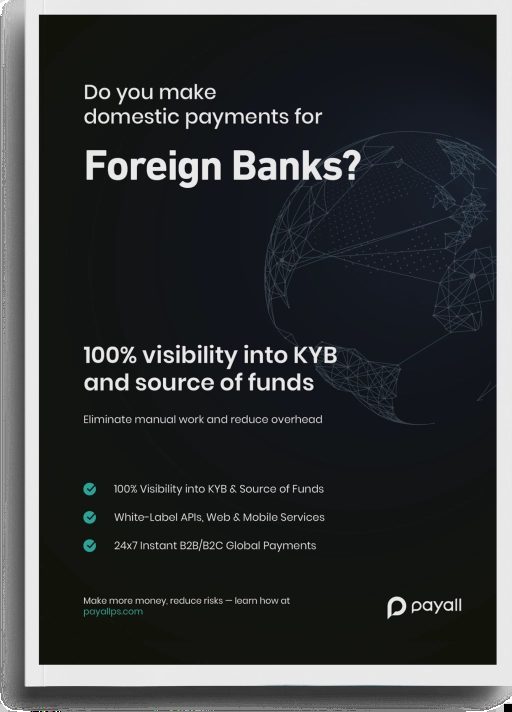 Do you make
domestic payments for
Foreign Banks?
100% visibility into KYB
and source of funds
Eliminate manual work and reduce overhead
100% Visibility into KYB & Source of Funds
White-Label APIs, Web & Mobile Services
24x7 Instant B2B/B2C Global Payments
Make more money, reduce risks — learn how at
payallps.com
payall